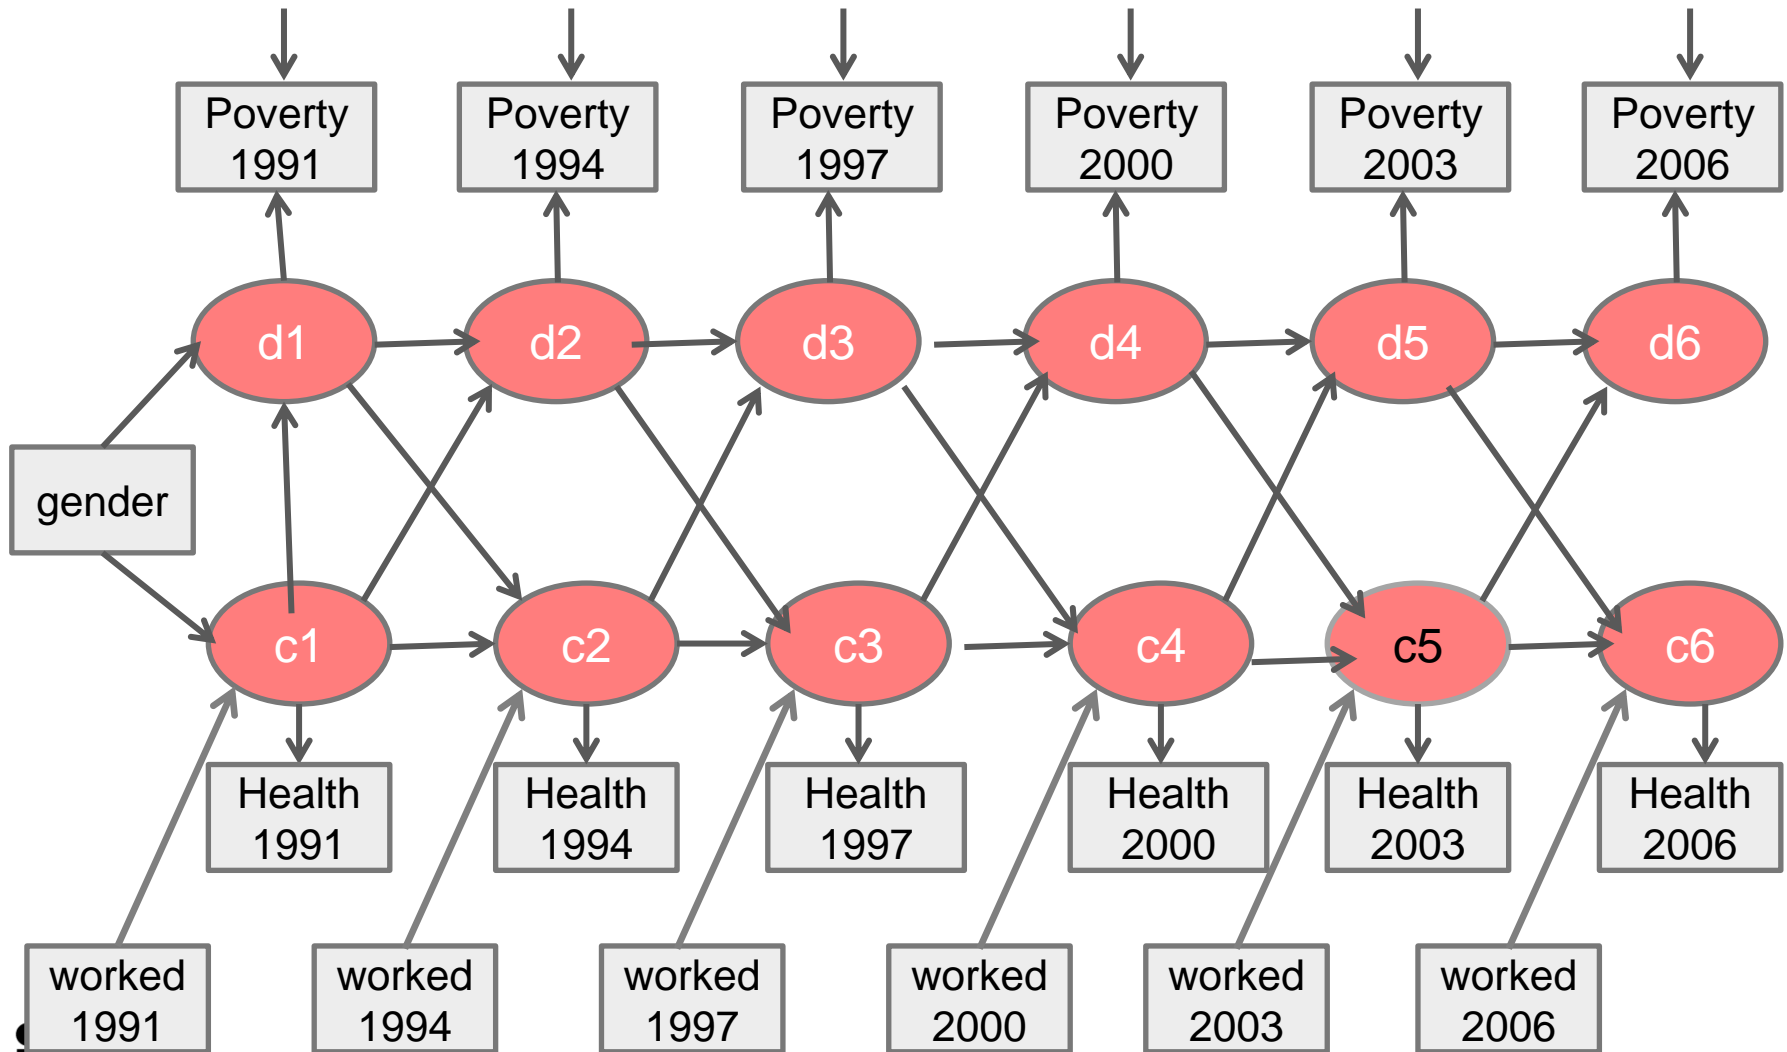 Poverty
1991
Poverty
1994
Poverty
1997
Poverty
2000
Poverty
2003
Poverty
2006
d1
d2
d3
d4
d5
d6
gender
c1
c2
c3
c4
c5
c6
Health
1991
Health
1994
Health
1997
Health
2000
Health
2003
Health
2006
worked
1991
worked
1994
worked
1997
worked
2000
worked
2003
worked
2006